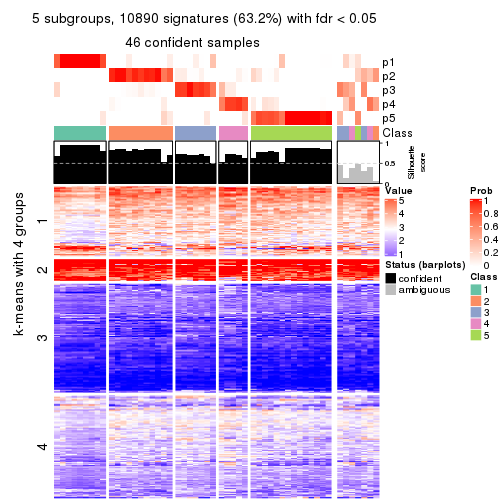 5 subgroups, 10890 signatures (63.2%) with fdr < 0.05
46 confident samples
p1
p2
p3
p4
p5
Class
1
0.5
0
Silhouette
score
k-means with 4 groups
1
2
3
4
Value
5
4
3
2
1
Status (barplots)
confident
ambiguous
Prob
1
0.8
0.6
0.4
0.2
0
Class
1
2
3
4
5